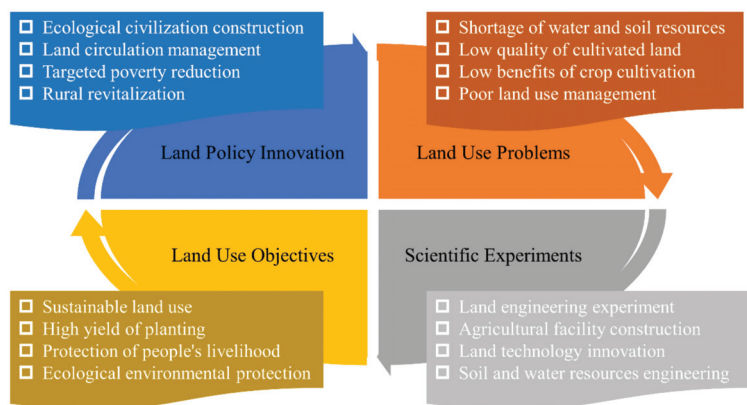 ☐ Ecological civilization construction
☐ Land circulation management
☐ Targeted poverty reduction
☐ Rural revitalization
Land Policy Innovation
☐ Shortage of water and soil resources
☐ Low quality of cultivated land
☐ Low benefits of crop cultivation
☐ Poor land use management
Land Use Problems
Land Use Objectives
☐ Sustainable land use
☐ High yield of planting
☐ Protection of people's livelihood
☐ Ecological environmental protection
Scientific Experiments
☐ Land engineering experiment
☐ Agricultural facility construction
☐ Land technology innovation
☐ Soil and water resources engineering